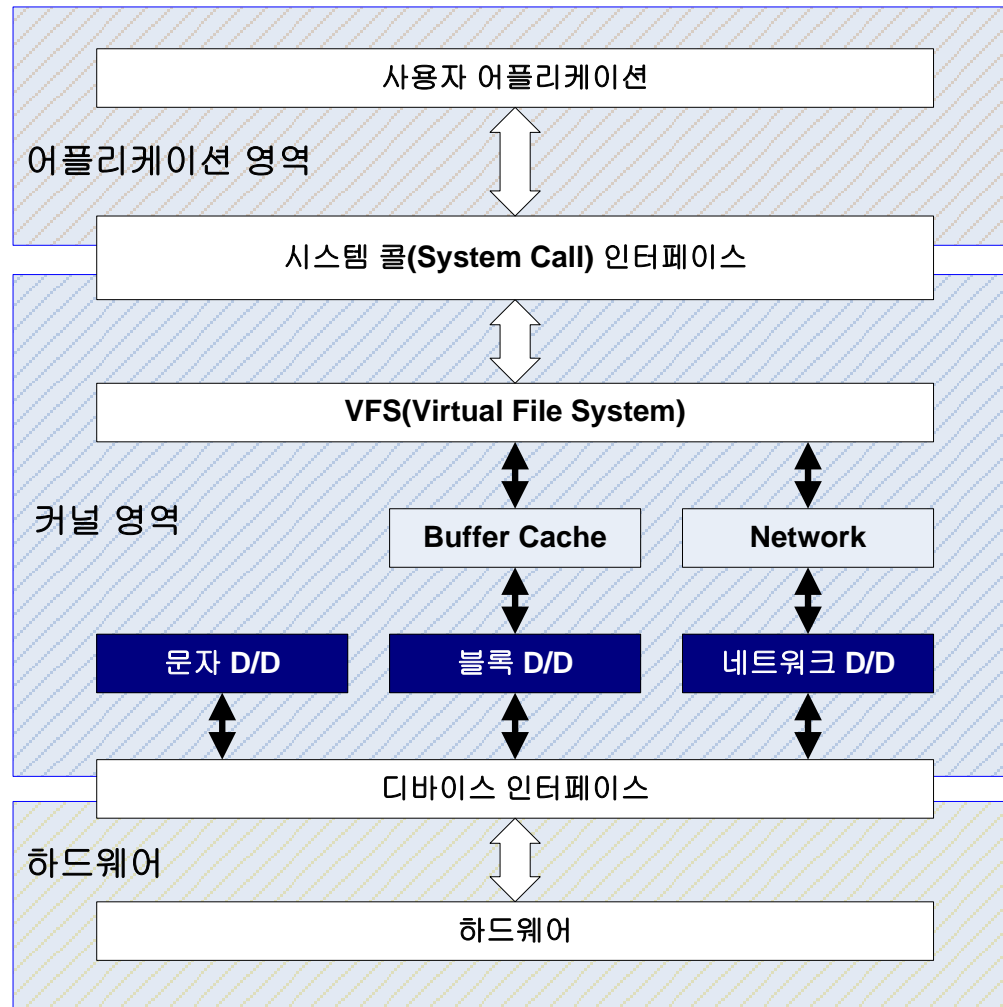 사용자 어플리케이션
어플리케이션 영역
시스템 콜(System Call) 인터페이스
VFS(Virtual File System)
커널 영역
Buffer Cache
Network
문자 D/D
블록 D/D
네트워크 D/D
디바이스 인터페이스
하드웨어
하드웨어